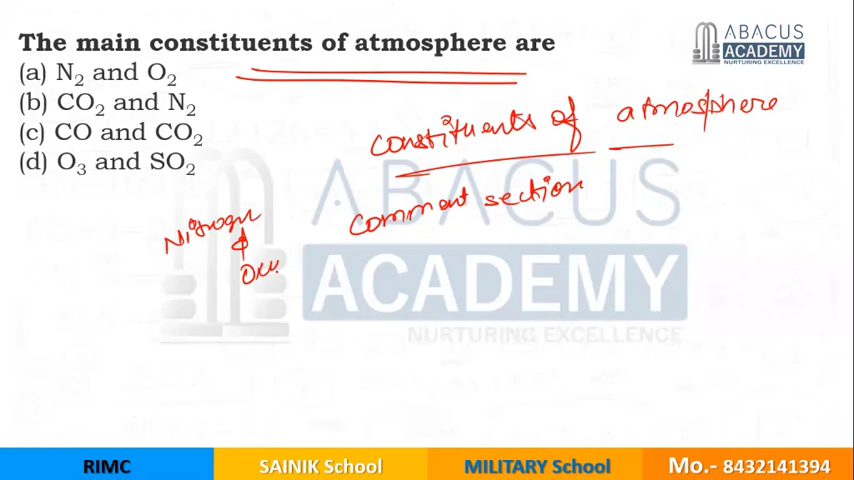 The main constituents of atmosphere are
(a) N₂ and O₂
(b) CO₂ and N₂
(c) CO and CO₂
(d) O₃ and SO₂
ABACUS
ACADEMY
NURTURING EXCELLENCE
constituents of atmosphere
comment section
Nitrogen
&
ABACUS
ACADEMY
NURTURING EXCELLENCE
RIMC
SAINIK School
MILITARY School
Mo.- 8432141394